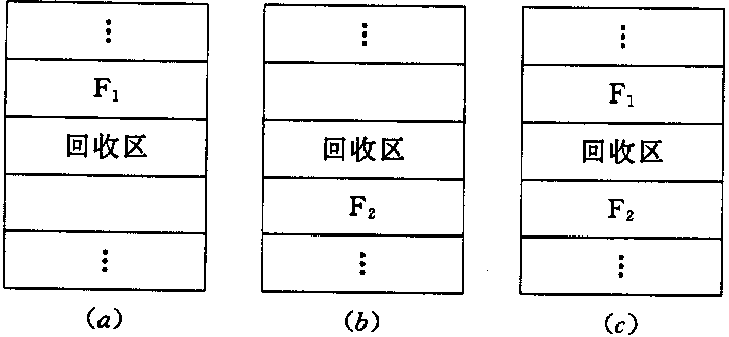 ⋮ ⋮ ⋮
F₁ F₁
回收区 回收区 回收区
F₂ F₂
⋮ ⋮ ⋮
(a) (b) (c)